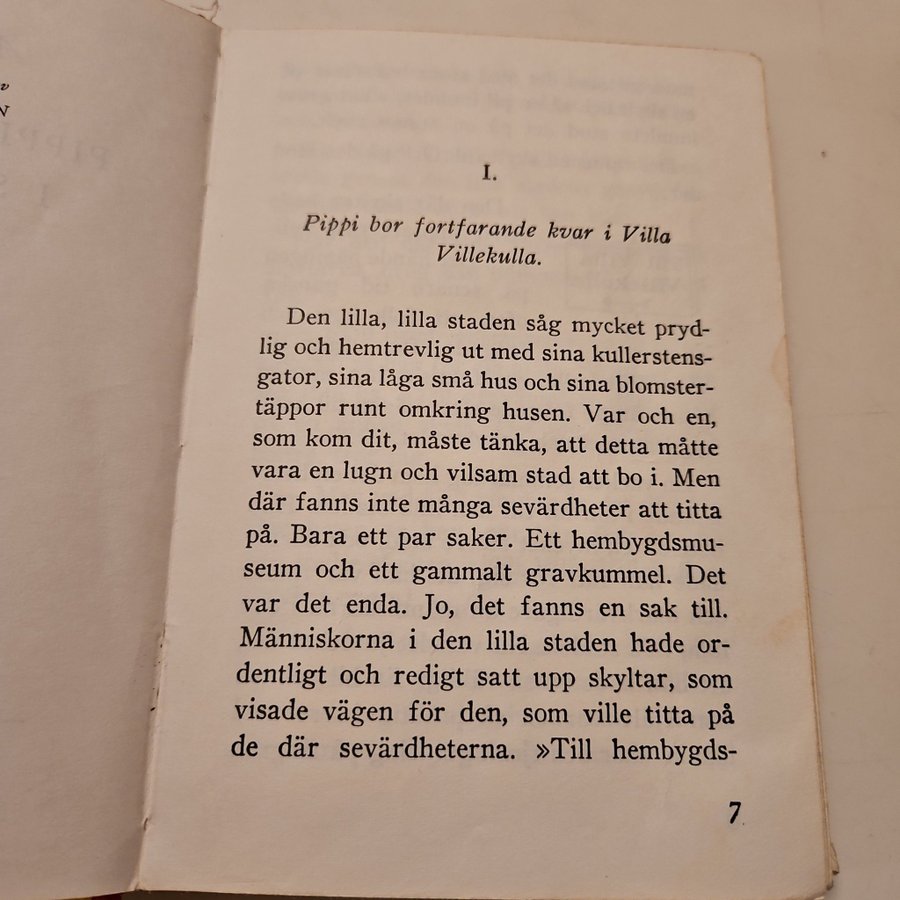 I.
Pippi bor fortfarande kvar i Villa
Villekulla.
Den lilla, lilla staden såg mycket pryd-
lig och hemtrevlig ut med sina kullerstens-
gator, sina låga små hus och sina blomster-
täppor runt omkring husen. Var och en,
som kom dit, måste tänka, att detta måtte
vara en lugn och vilsam stad att bo i. Men
där fanns inte många sevärdheter att titta
på. Bara ett par saker. Ett hembygdsmu-
seum och ett gammalt gravkummel. Det
var det enda. Jo, det fanns en sak till.
Människorna i den lilla staden hade or-
dentligt och redigt satt upp skyltar, som
visade vägen för den, som ville titta på
de där sevärdheterna. »Till hembygds-
7